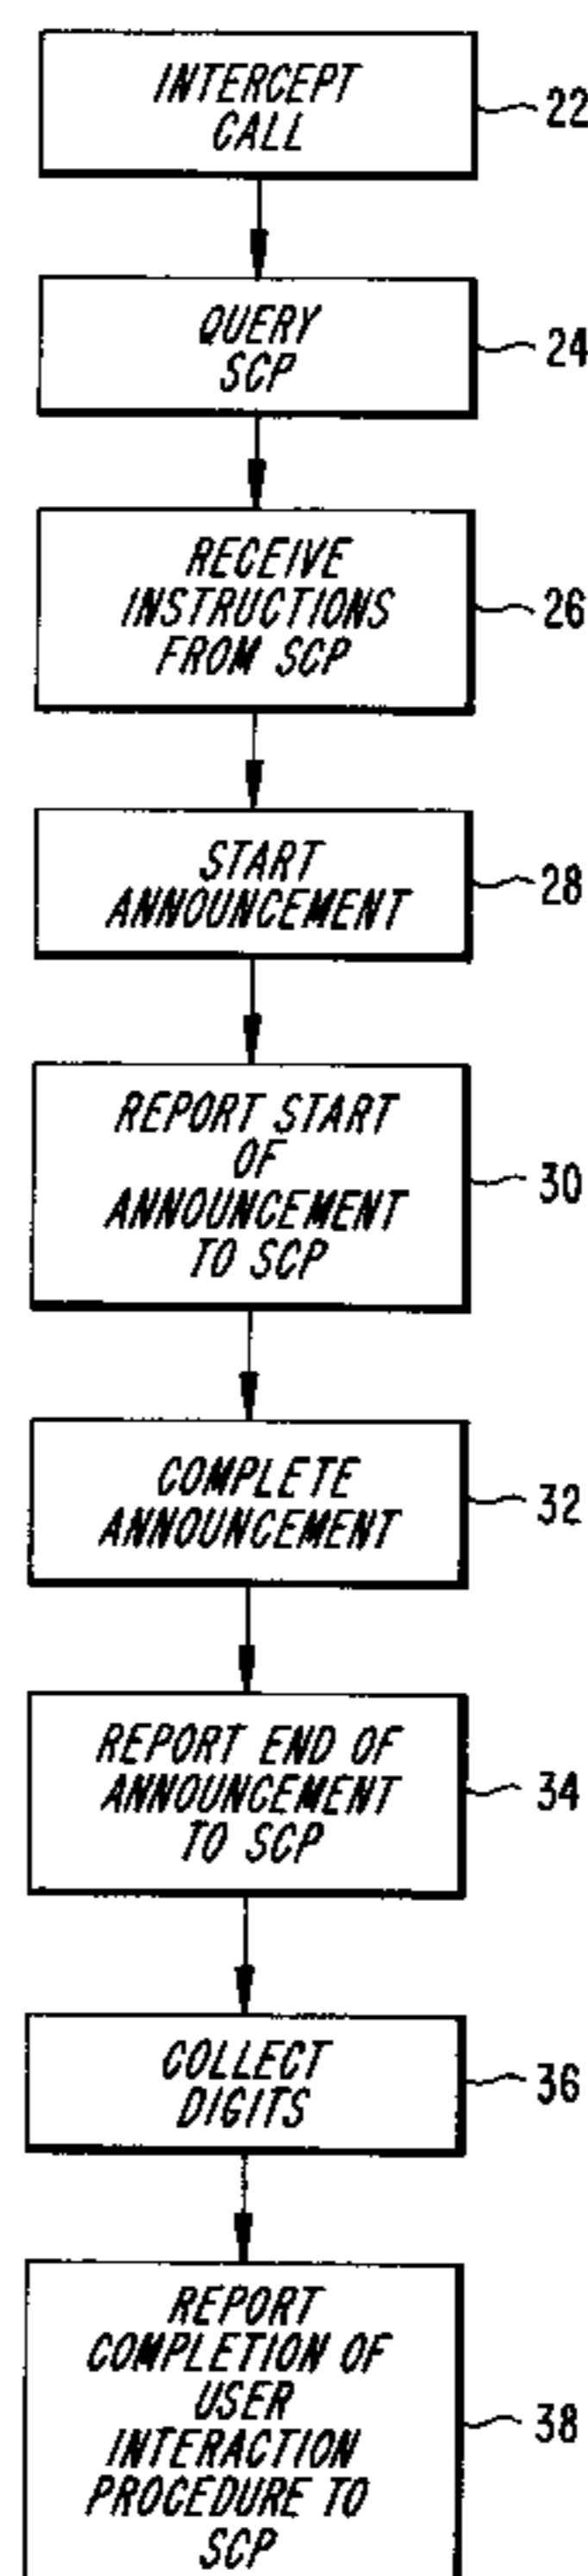 INTERCEPT
CALL
22
QUERY
SCP
24
RECEIVE
INSTRUCTIONS
FROM SCP
26
START
ANNOUNCEMENT
28
REPORT START
OF
ANNOUNCEMENT
TO SCP
30
COMPLETE
ANNOUNCEMENT
32
REPORT END OF
ANNOUNCEMENT
TO SCP
34
COLLECT
DIGITS
36
REPORT
COMPLETION OF
USER
INTERACTION
PROCEDURE TO
SCP
38